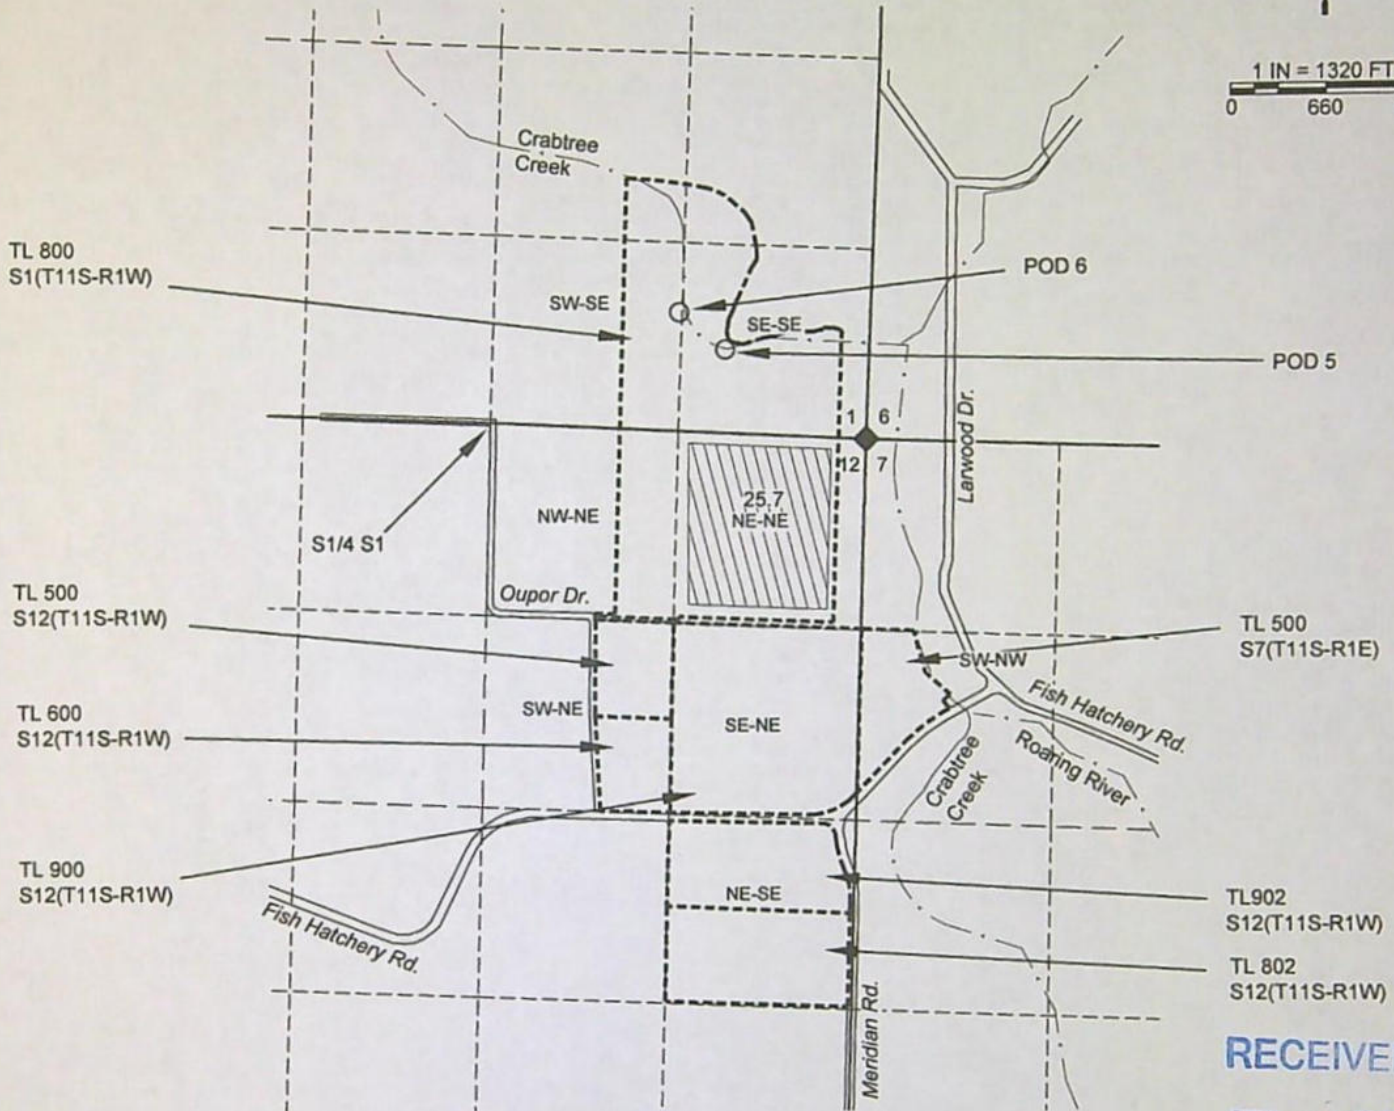 1 IN = 1320 FT
0 660
Crabtree
Creek
TL 800
S1(T11S-R1W)
POD 6
SW-SE
SE-SE
POD 5
1 6
12 7
Larwood Dr.
25.7
NE-NE
NW-NE
S1/4 S1
Oupor Dr.
TL 500
S12(T11S-R1W)
TL 500
S7(T11S-R1E)
SW-NW
Fish Hatchery Rd.
TL 600
S12(T11S-R1W)
SW-NE
SE-NE
Roaring River
Crabtree
Creek
TL 900
S12(T11S-R1W)
NE-SE
TL902
S12(T11S-R1W)
Fish Hatchery Rd.
TL 802
S12(T11S-R1W)
Meridian Rd.
RECEIVE